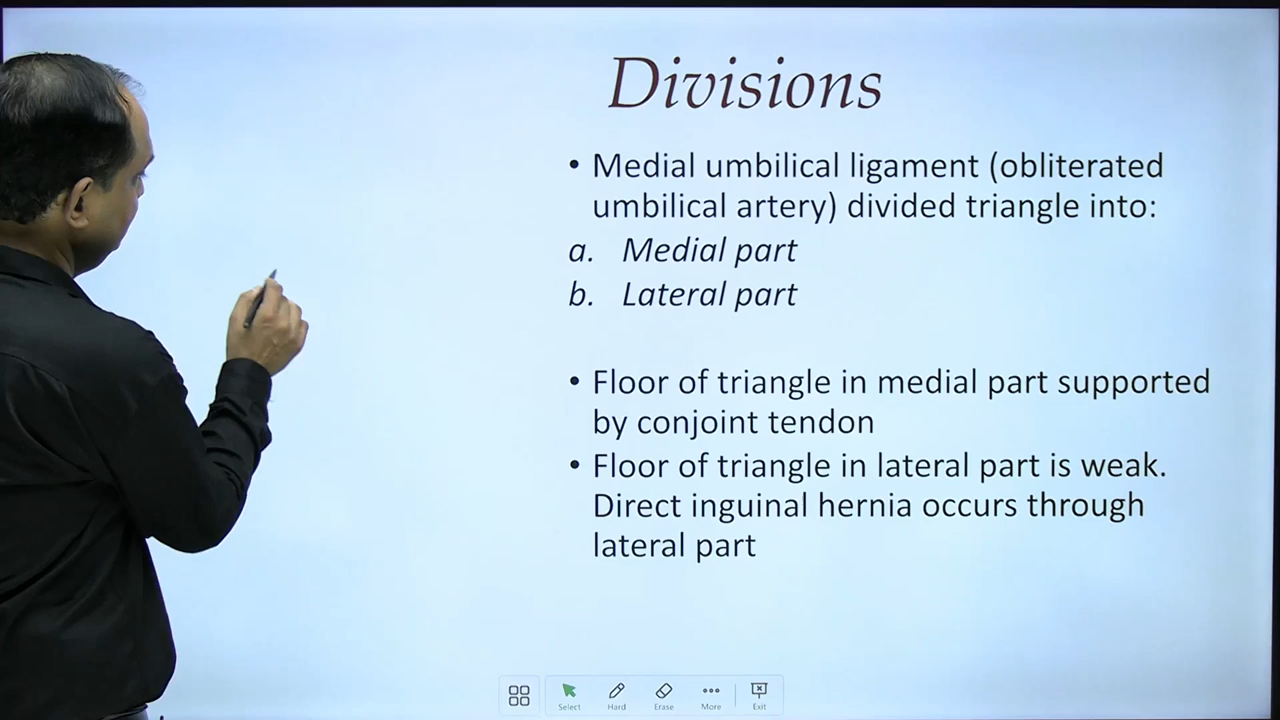 Divisions
• Medial umbilical ligament (obliterated
umbilical artery) divided triangle into:
a. Medial part
b. Lateral part
• Floor of triangle in medial part supported
by conjoint tendon
• Floor of triangle in lateral part is weak.
Direct inguinal hernia occurs through
lateral part
Select Hard Erase More Exit